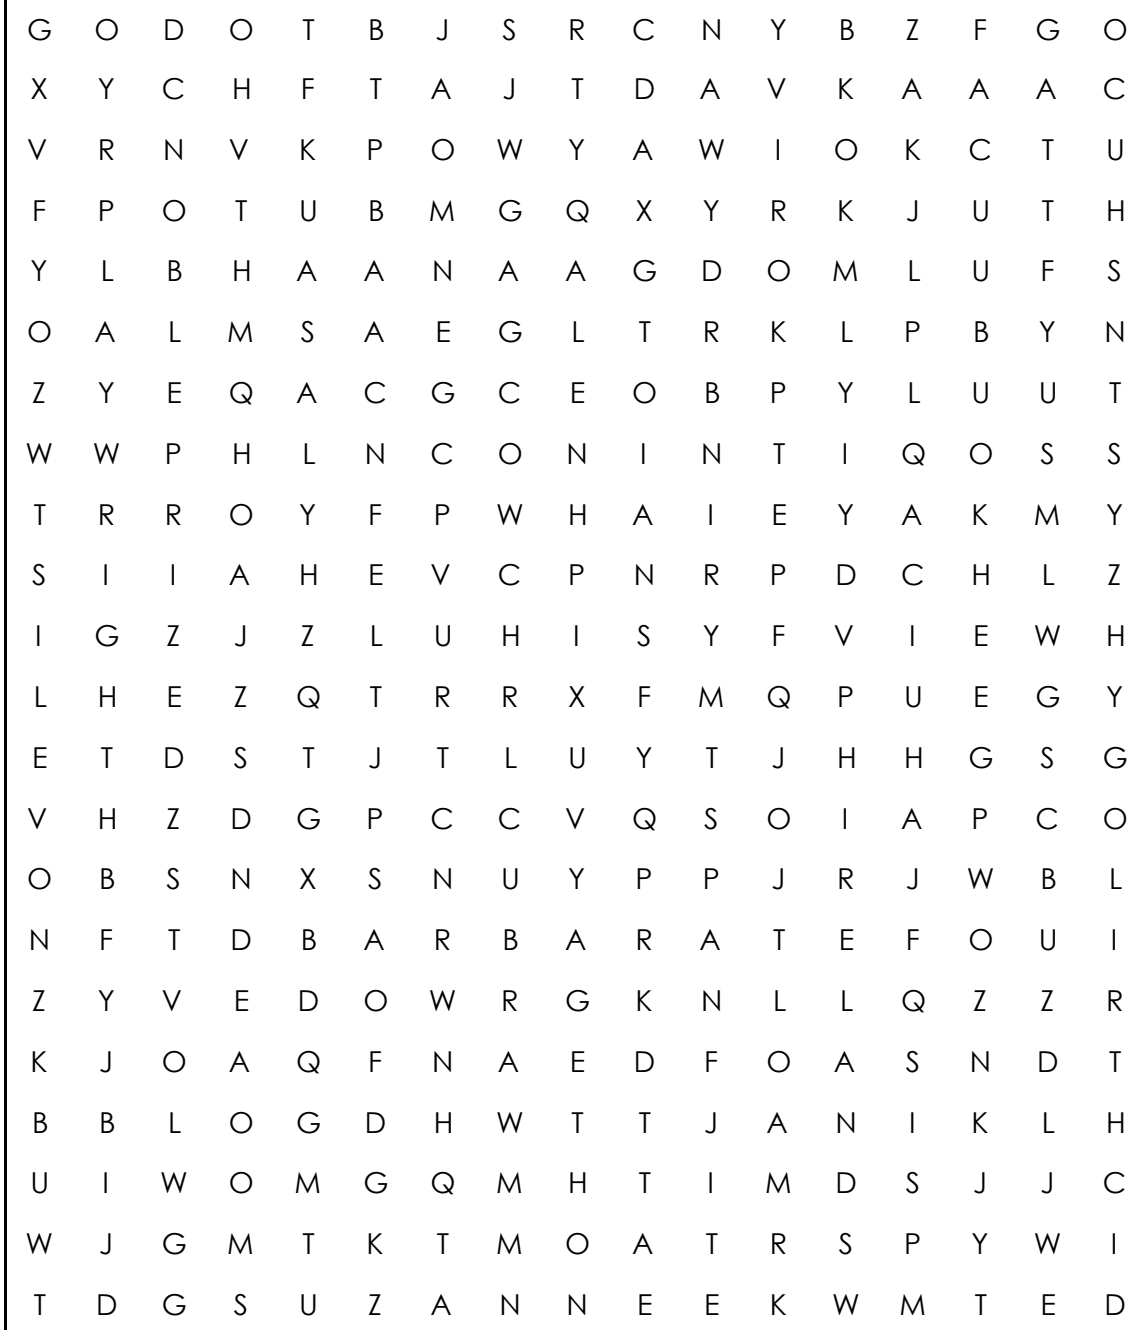 G O D O T B J S R C N Y B Z F G O
X Y C H F T A J T D A V K A A A C
V R N V K P O W Y A W I O K C T U
F P O T U B M G Q X Y R K J U T H
Y L B H A A N A A G D O M L U F S
O A L M S A E G L T R K L P B Y N
Z Y E Q A C G C E O B P Y L U U T
W W P H L N C O N I N T I Q O S S
T R R O Y F P W H A I E Y A K M Y
S I I A H E V C P N R P D C H L Z
I G Z J Z L U H I S Y F V I E W H
L H E Z Q T R R X F M Q P U E G Y
E T D S T J T L U Y T J H H G S G
V H Z D G P C C V Q S O I A P C O
O B S N X S N U Y P P J R J W B L
N F T D B A R B A R A T E F O U I
Z Y V E D O W R G K N L L Q Z Z R
K J O A Q F N A E D F O A S N D T
B B L O G D H W T T J A N I K L H
U I W O M G Q M H T I M D S J J C
W J G M T K T M O A T R S P Y W I
T D G S U Z A N N E E K W M T E D